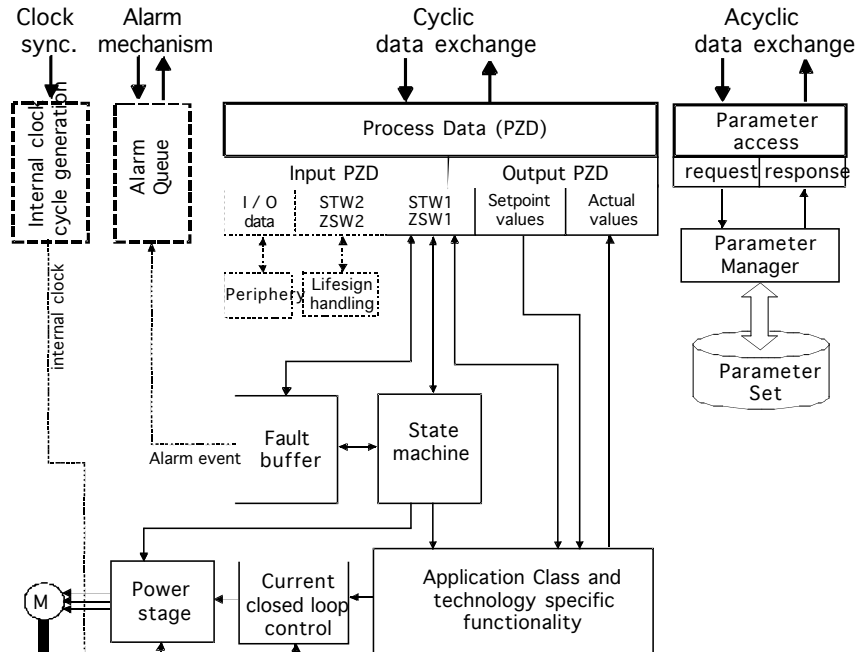 Clock
sync.
Alarm
mechanism
Cyclic
data exchange
Acyclic
data exchange
Internal clock
cycle generation
Alarm
Queue
Process Data (PZD)
Input PZD
Output PZD
I / O
data
STW2
ZSW2
STW1
ZSW1
Setpoint
values
Actual
values
Parameter
access
request
response
Parameter
Manager
Parameter
Set
Periphery
Lifesign
handling
internal clock
Alarm event
Fault
buffer
State
machine
M
Power
stage
Current
closed loop
control
Application Class and
technology specific
functionality